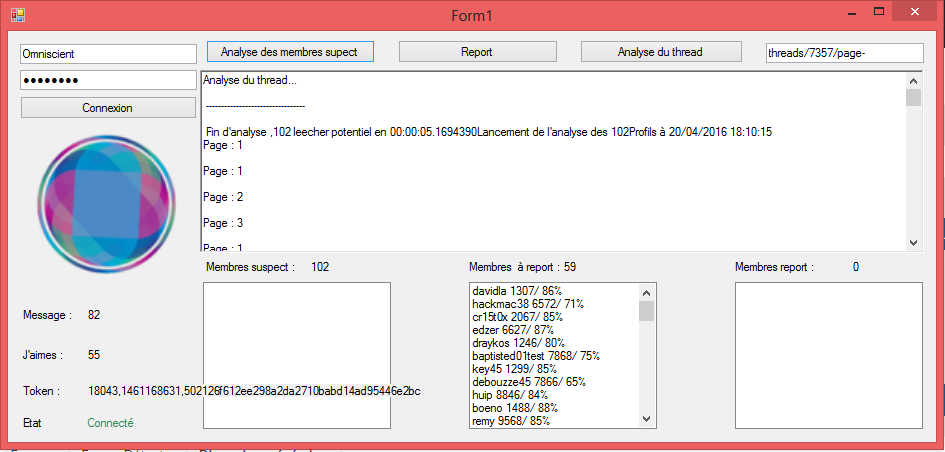 Form1
Omniscient
Analyse des membres supect
Report
Analyse du thread
threads/7357/page-
●●●●●●●●
Connexion
Analyse du thread...
---------------------------------
Fin d'analyse ,102 leecher potentiel en 00:00:05.1694390Lancement de l'analyse des 102Profils à 20/04/2016 18:10:15
Page : 1
Page : 1
Page : 2
Page : 3
Page : 1
Membres suspect : 102
Membres à report : 59
Membres report : 0
davidla 1307/ 86%
hackmac38 6572/ 71%
cr15t0x 2067/ 85%
edzer 6627/ 87%
draykos 1246/ 80%
baptisted01test 7868/ 75%
key45 1299/ 85%
debouzze45 7866/ 65%
huip 8846/ 84%
boeno 1488/ 88%
remy 9568/ 85%
Message : 82
J'aimes : 55
Token : 18043,1461168631,502126f612ee298a2da2710babd14ad95446e2bc
Etat Connecté